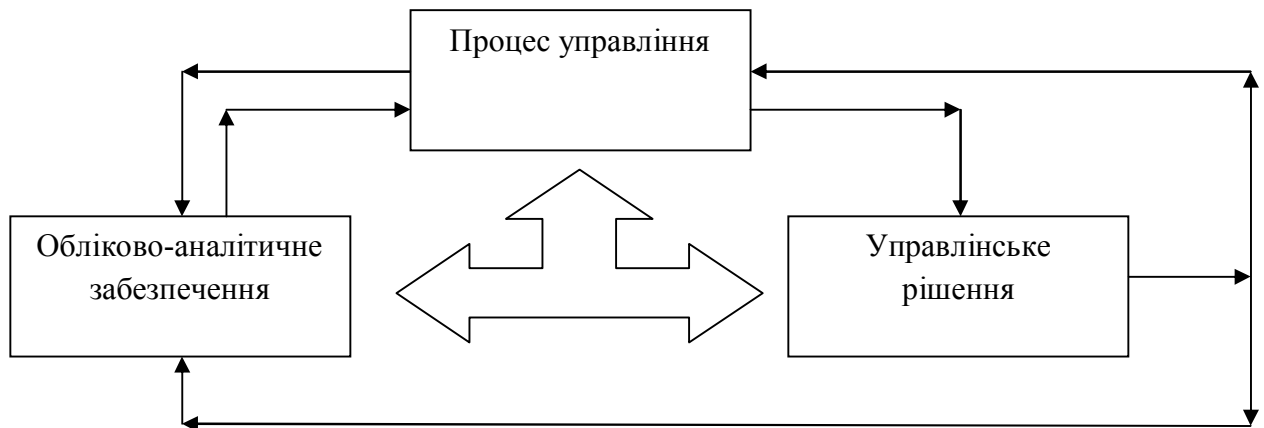 Процес управління
Обліково-аналітичне
забезпечення
Управлінське
рішення